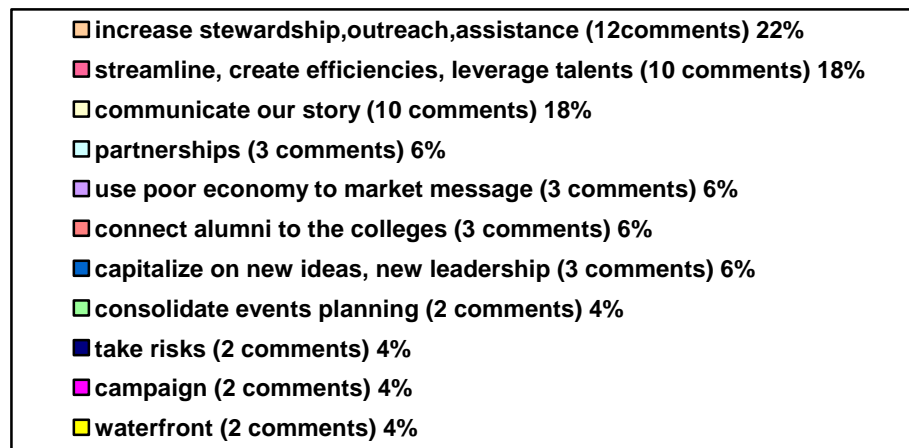 increase stewardship,outreach,assistance (12comments) 22%
streamline, create efficiencies, leverage talents (10 comments) 18%
communicate our story (10 comments) 18%
partnerships (3 comments) 6%
use poor economy to market message (3 comments) 6%
connect alumni to the colleges (3 comments) 6%
capitalize on new ideas, new leadership (3 comments) 6%
consolidate events planning (2 comments) 4%
take risks (2 comments) 4%
campaign (2 comments) 4%
waterfront (2 comments) 4%